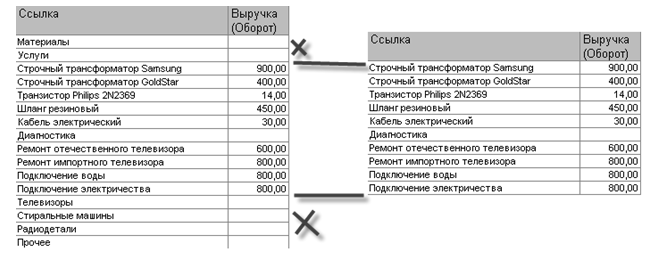 Ссылка Выручка
(Оборот)
Материалы
Услуги
Строчный трансформатор Samsung 900,00
Строчный трансформатор GoldStar 400,00
Транзистор Philips 2N2369 14,00
Шланг резиновый 450,00
Кабель электрический 30,00
Диагностика
Ремонт отечественного телевизора 600,00
Ремонт импортного телевизора 800,00
Подключение воды 800,00
Подключение электричества 800,00
Телевизоры
Стиральные машины
Радиодетали
Прочее
Ссылка Выручка
(Оборот)
Строчный трансформатор Samsung 900,00
Строчный трансформатор GoldStar 400,00
Транзистор Philips 2N2369 14,00
Шланг резиновый 450,00
Кабель электрический 30,00
Диагностика
Ремонт отечественного телевизора 600,00
Ремонт импортного телевизора 800,00
Подключение воды 800,00
Подключение электричества 800,00